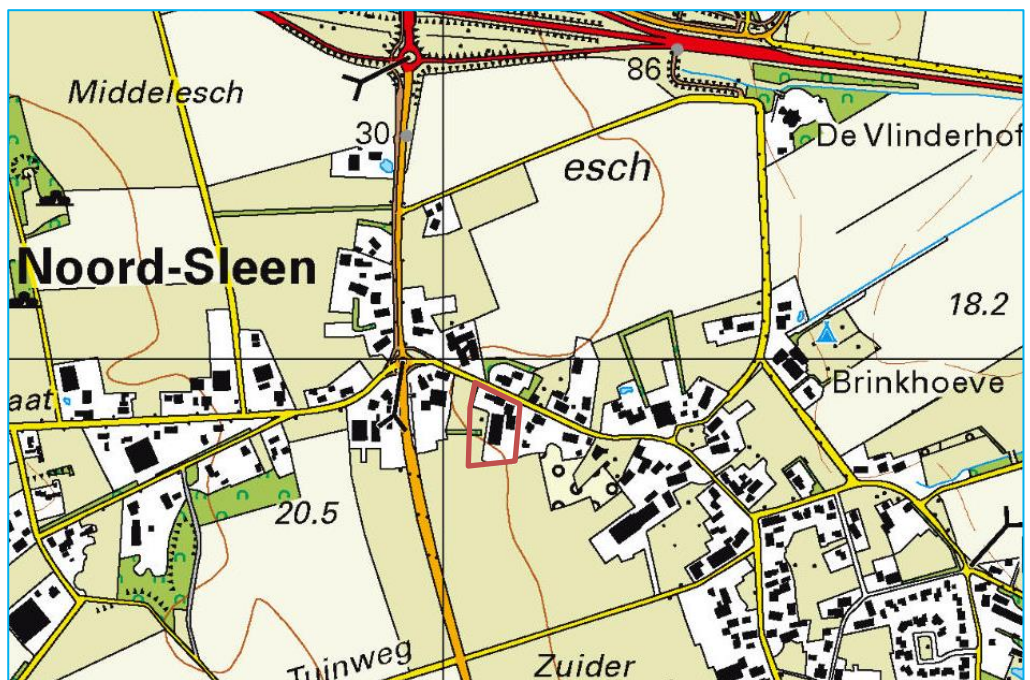 86
Middelesch
30
De Vlinderhof
esch
Noord-Sleen
18.2
Brinkhoeve
aat
20.5
Tuinweg
Zuider